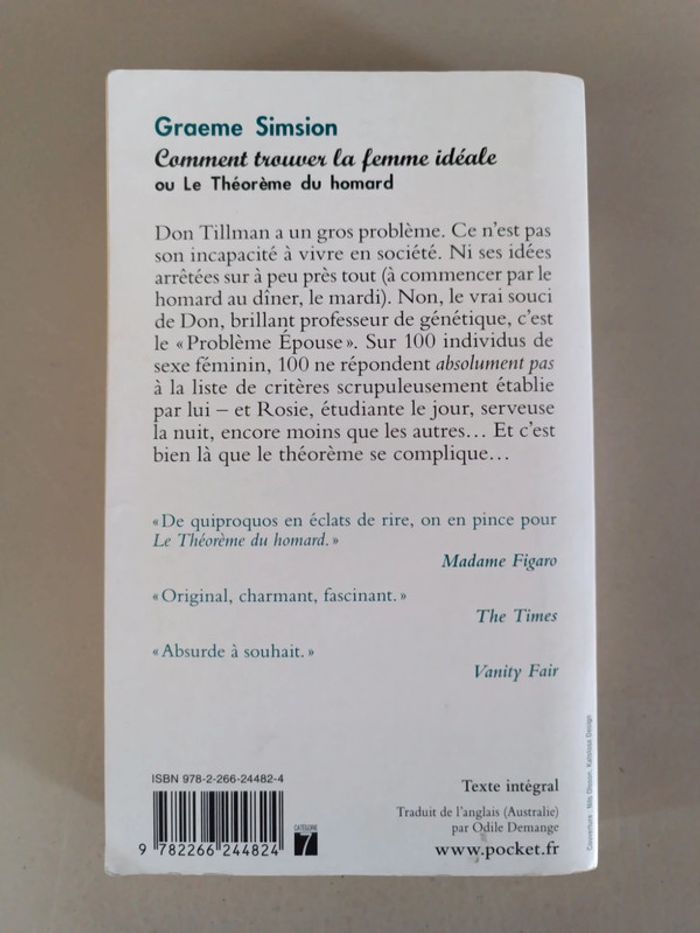 Graeme Simsion
Comment trouver la femme idéale
ou Le Théorème du homard
Don Tillman a un gros problème. Ce n'est pas
son incapacité à vivre en société. Ni ses idées
arrêtées sur à peu près tout (à commencer par le
homard au dîner, le mardi). Non, le vrai souci
de Don, brillant professeur de génétique, c'est
le « Problème Épouse ». Sur 100 individus de
sexe féminin, 100 ne répondent absolument pas
à la liste de critères scrupuleusement établie
par lui – et Rosie, étudiante le jour, serveuse
la nuit, encore moins que les autres… Et c'est
bien là que le théorème se complique…
« De quiproquos en éclats de rire, on en pince pour
Le Théorème du homard. »
Madame Figaro
« Original, charmant, fascinant. »
The Times
« Absurde à souhait. »
Vanity Fair
ISBN 978-2-266-24482-4
9 782266 244824
CATÉGORIE
7
Texte intégral
Traduit de l'anglais (Australie)
par Odile Demange
www.pocket.fr
Couverture : Nils Olsson, Kabsloss Design